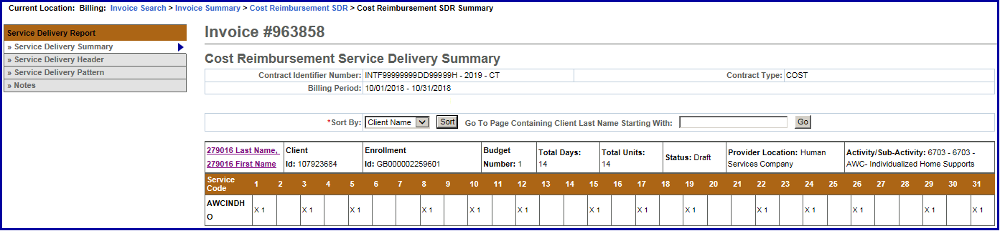 Current Location: Billing: Invoice Search > Invoice Summary > Cost Reimbursement SDR > Cost Reimbursement SDR Summary
Service Delivery Report
» Service Delivery Summary
» Service Delivery Header
» Service Delivery Pattern
» Notes
Invoice #963858
Cost Reimbursement Service Delivery Summary
Contract Identifier Number: INTF99999999DD99999H - 2019 - CT Contract Type: COST
Billing Period: 10/01/2018 - 10/31/2018
*Sort By: Client Name Sort Go To Page Containing Client Last Name Starting With: Go
279016 Last Name,
279016 First Name
Client
Id: 107923684
Enrollment
Id: GB000002259601
Budget
Number: 1
Total Days:
14
Total Units:
14
Status: Draft
Provider Location: Human
Services Company
Activity/Sub-Activity: 6703 - 6703 -
AWC- Individualized Home Supports
Service
Code
1 2 3 4 5 6 7 8 9 10 11 12 13 14 15 16 17 18 19 20 21 22 23 24 25 26 27 28 29 30 31
AWCINDH
O
X 1 X 1 X 1 X 1 X 1 X 1 X 1 X 1 X 1 X 1 X 1 X 1 X 1 X 1